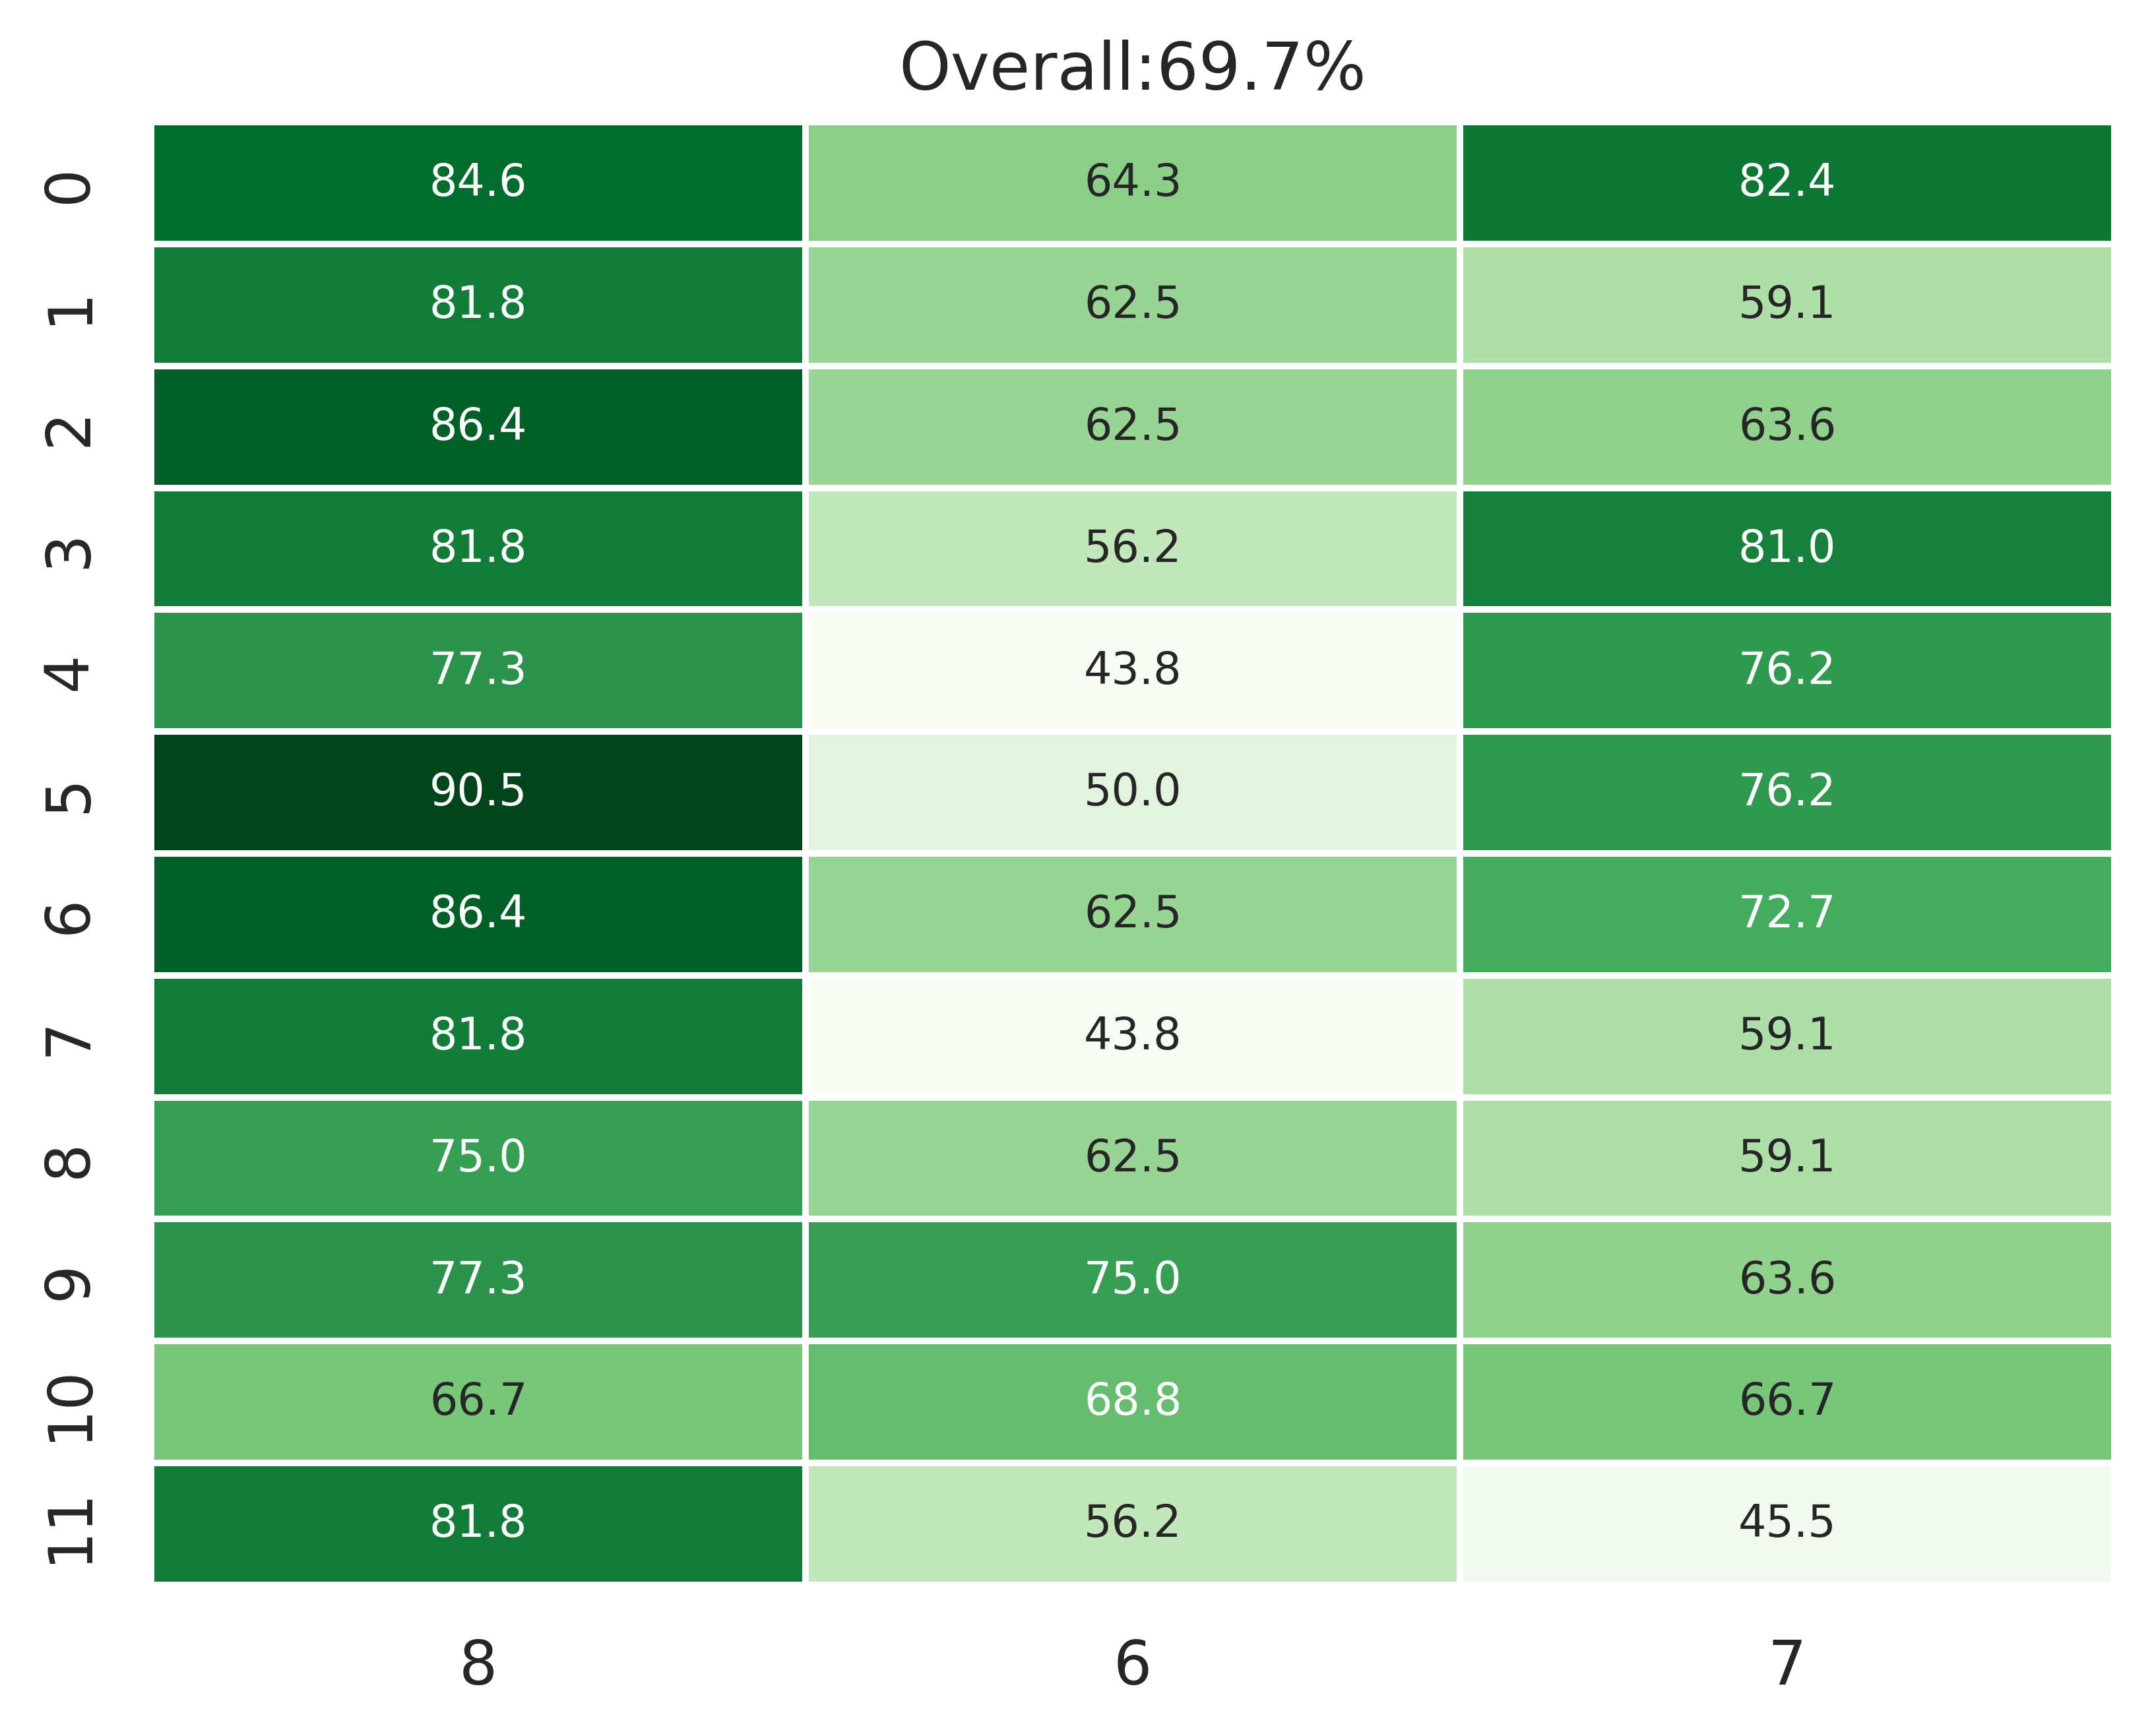 Overall:69.7%
0 84.6 64.3 82.4
1 81.8 62.5 59.1
2 86.4 62.5 63.6
3 81.8 56.2 81.0
4 77.3 43.8 76.2
5 90.5 50.0 76.2
6 86.4 62.5 72.7
7 81.8 43.8 59.1
8 75.0 62.5 59.1
9 77.3 75.0 63.6
10 66.7 68.8 66.7
11 81.8 56.2 45.5
8 6 7